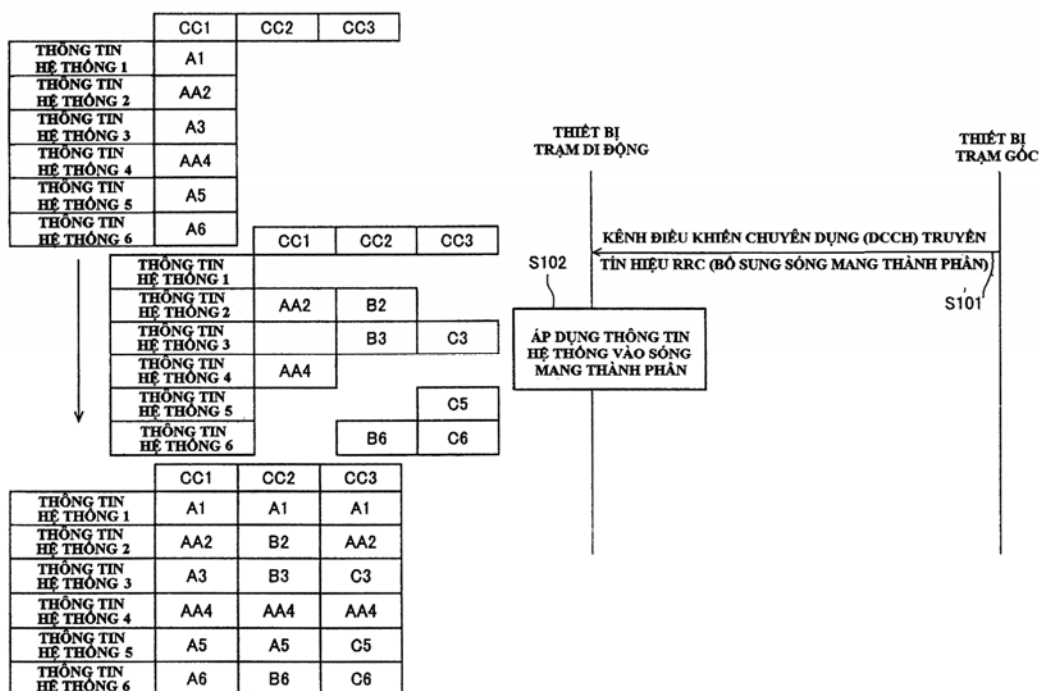 CC1 CC2 CC3
THÔNG TIN
HỆ THỐNG 1 A1
THÔNG TIN
HỆ THỐNG 2 AA2
THÔNG TIN
HỆ THỐNG 3 A3
THÔNG TIN
HỆ THỐNG 4 AA4
THÔNG TIN
HỆ THỐNG 5 A5
THÔNG TIN
HỆ THỐNG 6 A6
CC1 CC2 CC3
THÔNG TIN
HỆ THỐNG 1
THÔNG TIN
HỆ THỐNG 2 AA2 B2
THÔNG TIN
HỆ THỐNG 3 B3 C3
THÔNG TIN
HỆ THỐNG 4 AA4
THÔNG TIN
HỆ THỐNG 5 C5
THÔNG TIN
HỆ THỐNG 6 B6 C6
CC1 CC2 CC3
THÔNG TIN
HỆ THỐNG 1 A1 A1 A1
THÔNG TIN
HỆ THỐNG 2 AA2 B2 AA2
THÔNG TIN
HỆ THỐNG 3 A3 B3 C3
THÔNG TIN
HỆ THỐNG 4 AA4 AA4 AA4
THÔNG TIN
HỆ THỐNG 5 A5 A5 C5
THÔNG TIN
HỆ THỐNG 6 A6 B6 C6
THIẾT BỊ
TRẠM DI ĐỘNG
THIẾT BỊ
TRẠM GỐC
KÊNH ĐIỀU KHIỂN CHUYÊN DỤNG (DCCH) TRUYỀN
TÍN HIỆU RRC (BỔ SUNG SÓNG MANG THÀNH PHẦN)
S101
S102
ÁP DỤNG THÔNG TIN
HỆ THỐNG VÀO SÓNG
MANG THÀNH PHẦN